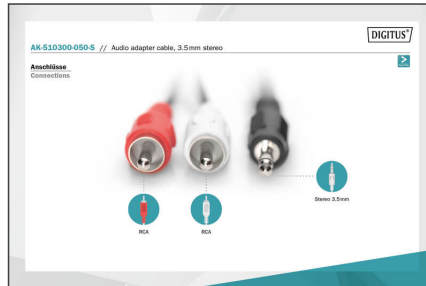 DIGITUS®
AK-510300-050-S // Audio adapter cable, 3.5mm stereo
Anschlüsse
Connections
Stereo 3.5mm
RCA
RCA